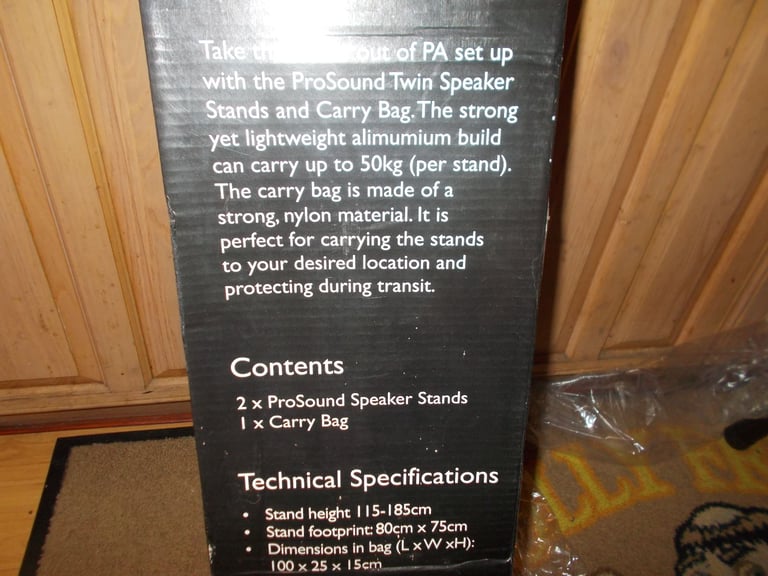 Take out of PA set up
with the ProSound Twin Speaker
Stands and Carry Bag. The strong
yet lightweight alimumium build
can carry up to 50kg (per stand).
The carry bag is made of a
strong, nylon material. It is
perfect for carrying the stands
to your desired location and
protecting during transit.
Contents
2 x ProSound Speaker Stands
1 x Carry Bag
Technical Specifications
• Stand height 115-185cm
• Stand footprint: 80cm x 75cm
• Dimensions in bag (L x W xH):
100 x 25 x 15cm